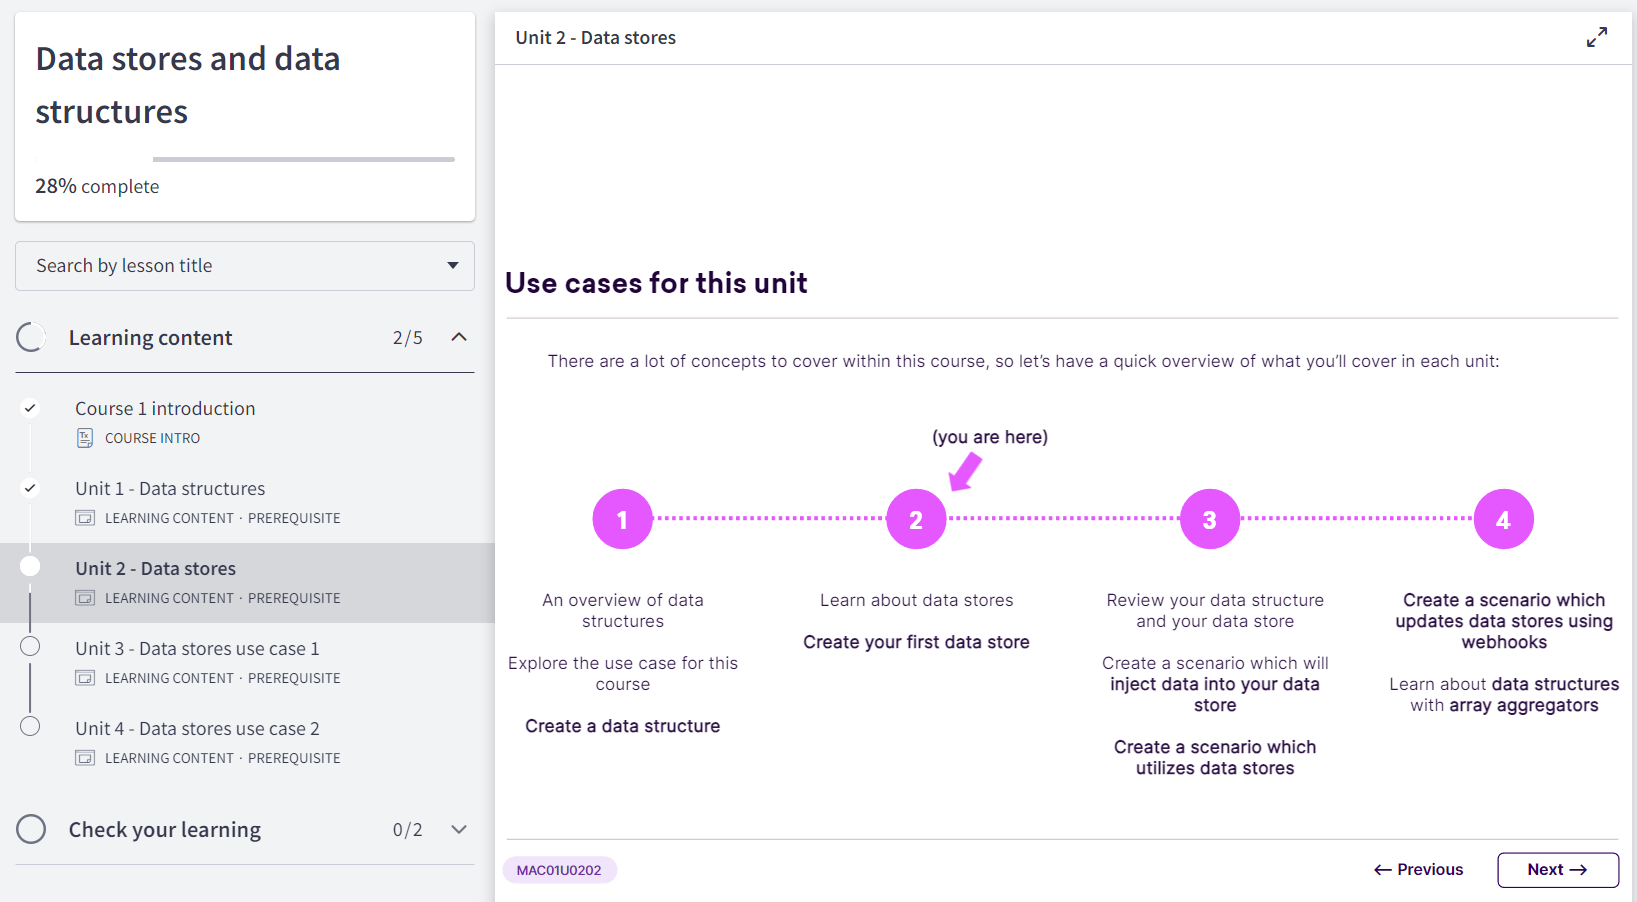 Data stores and data
structures
28% complete
Search by lesson title
Learning content 2/5
Course 1 introduction
COURSE INTRO
Unit 1 - Data structures
LEARNING CONTENT · PREREQUISITE
Unit 2 - Data stores
LEARNING CONTENT · PREREQUISITE
Unit 3 - Data stores use case 1
LEARNING CONTENT · PREREQUISITE
Unit 4 - Data stores use case 2
LEARNING CONTENT · PREREQUISITE
Check your learning 0/2
Unit 2 - Data stores
Use cases for this unit
There are a lot of concepts to cover within this course, so let's have a quick overview of what you'll cover in each unit:
(you are here)
1
An overview of data
structures
Explore the use case for this
course
Create a data structure
2
Learn about data stores
Create your first data store
3
Review your data structure
and your data store
Create a scenario which will
inject data into your data
store
Create a scenario which
utilizes data stores
4
Create a scenario which
updates data stores using
webhooks
Learn about data structures
with array aggregators
MAC01U0202
← Previous
Next →